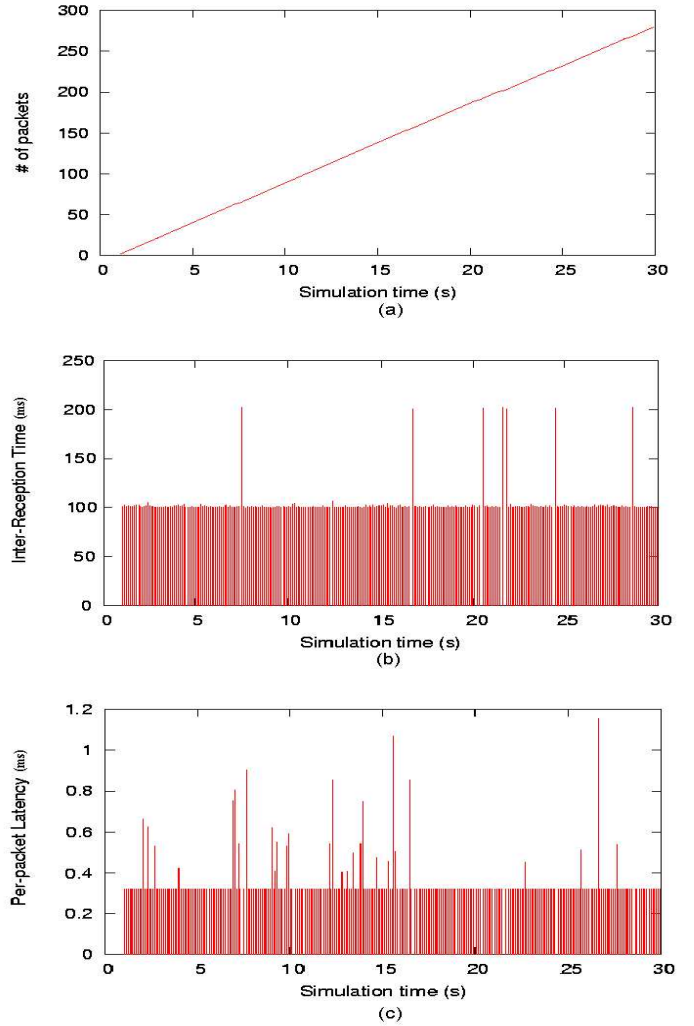 300
250
200
150
100
50
0
# of packets
0 5 10 15 20 25 30
Simulation time (s)
(a)
250
200
150
100
50
0
Inter-Reception Time (ms)
0 5 10 15 20 25 30
Simulation time (s)
(b)
1.2
1
0.8
0.6
0.4
0.2
0
Per-packet Latency (ms)
0 5 10 15 20 25 30
Simulation time (s)
(c)